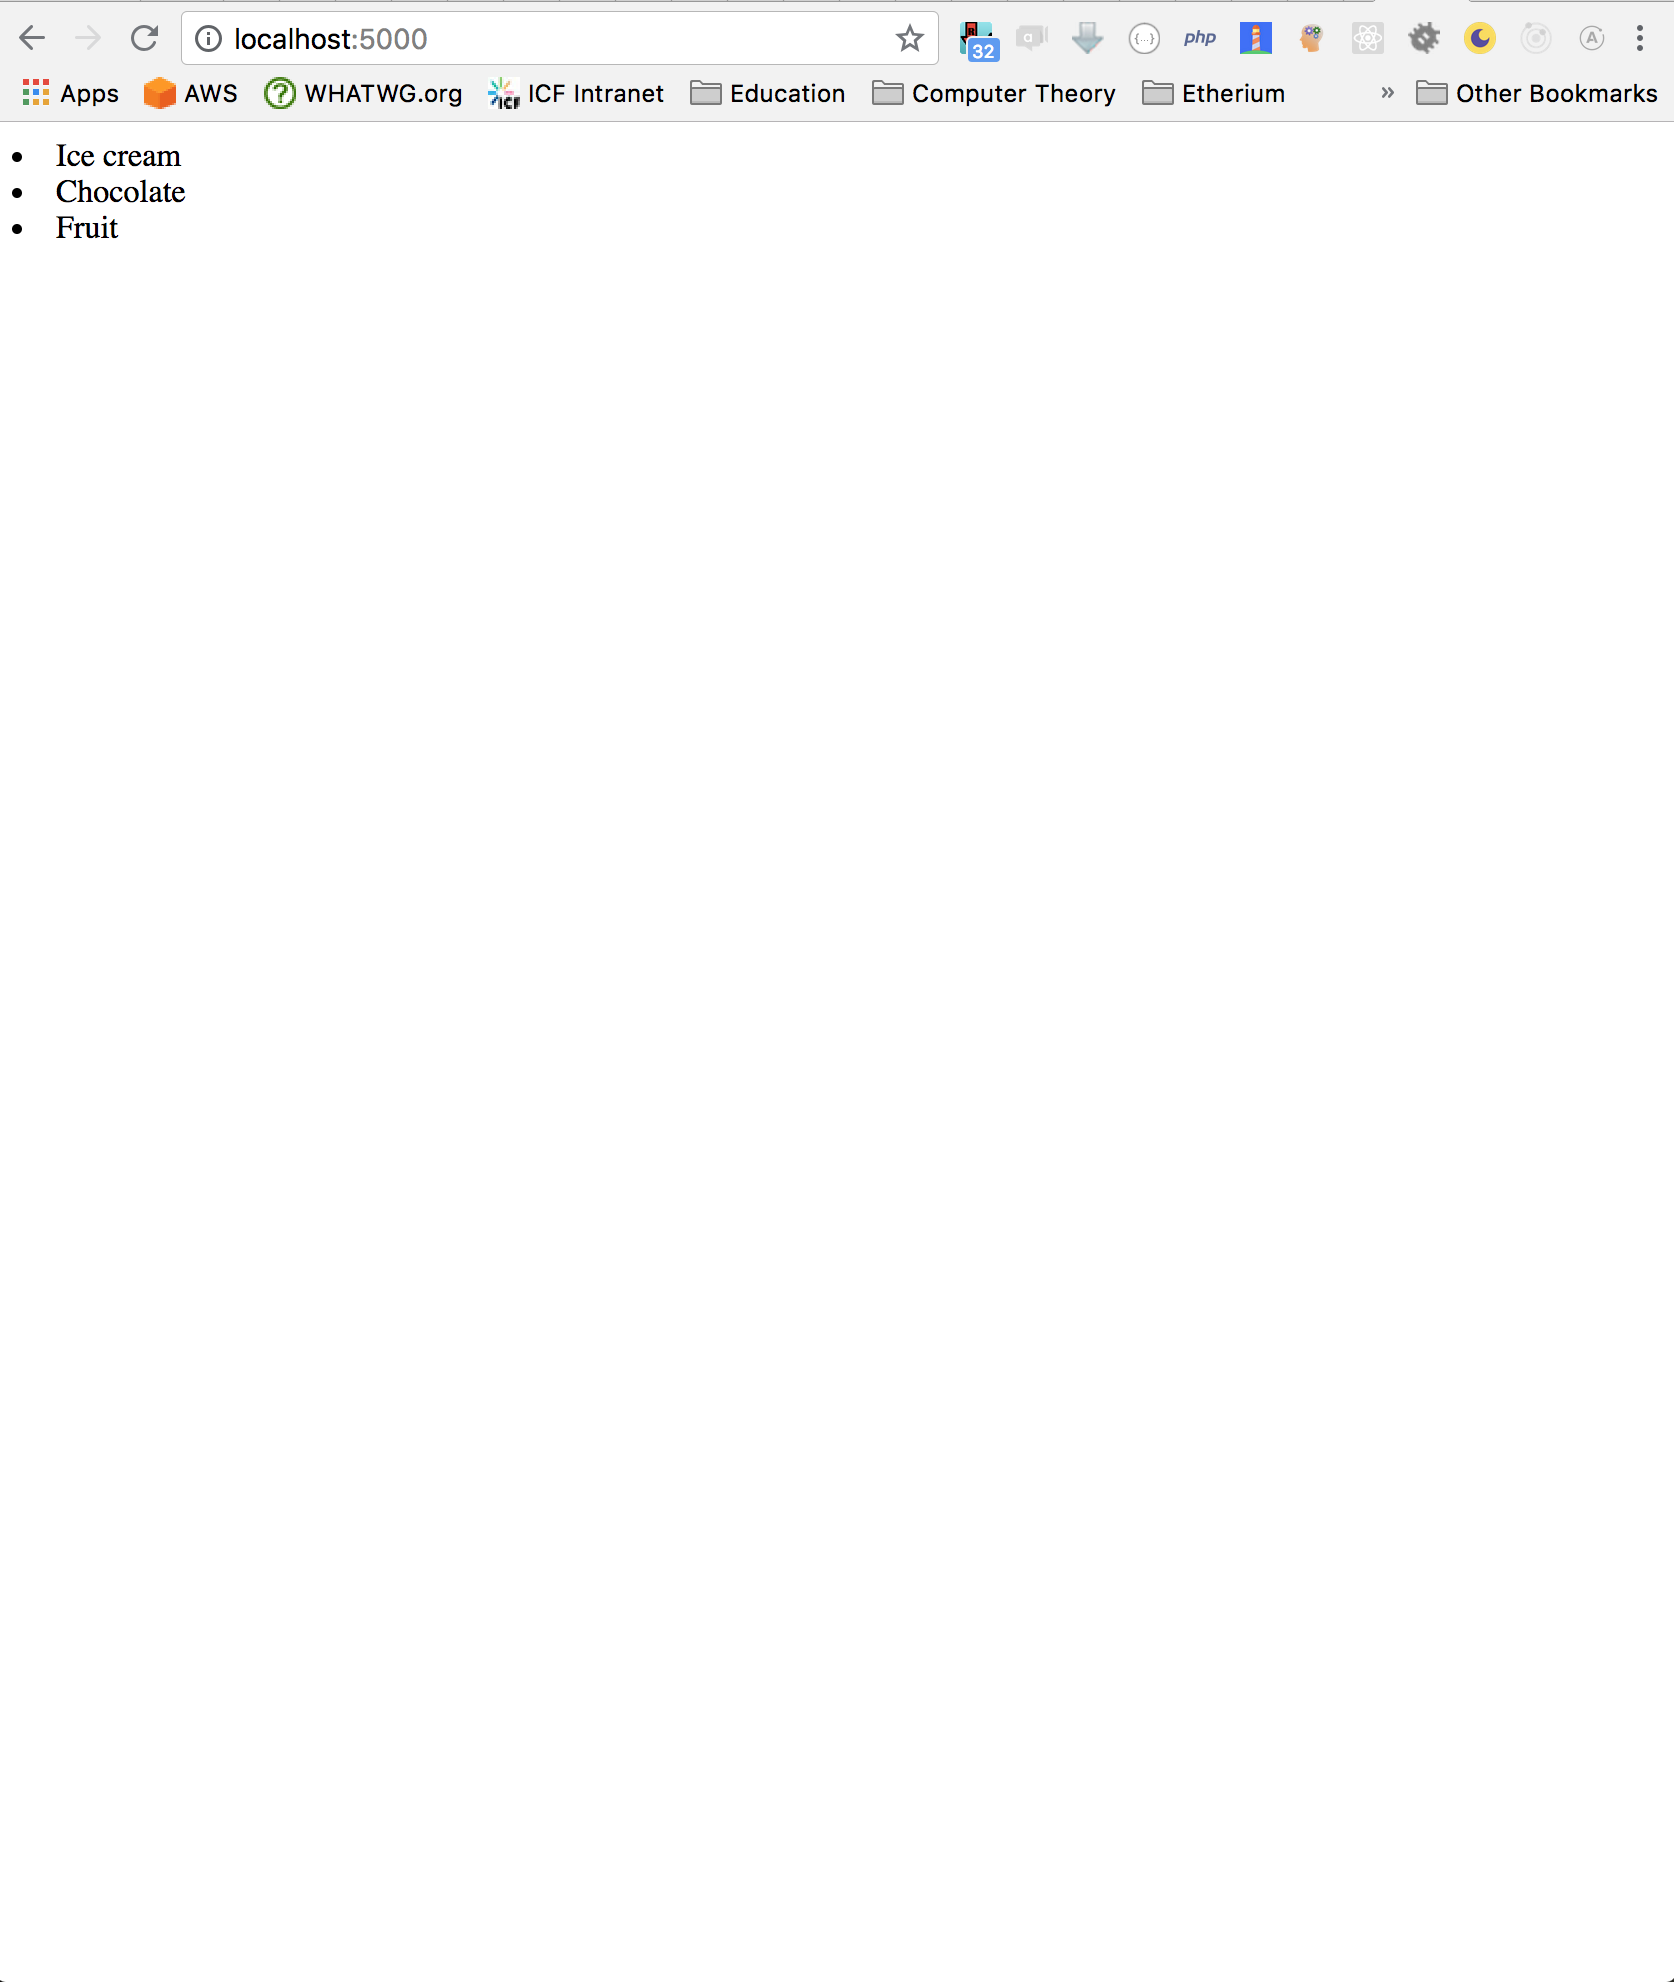 localhost:5000
32
php
Apps AWS WHATWG.org ICF Intranet Education Computer Theory Etherium » Other Bookmarks
Ice cream
Chocolate
Fruit